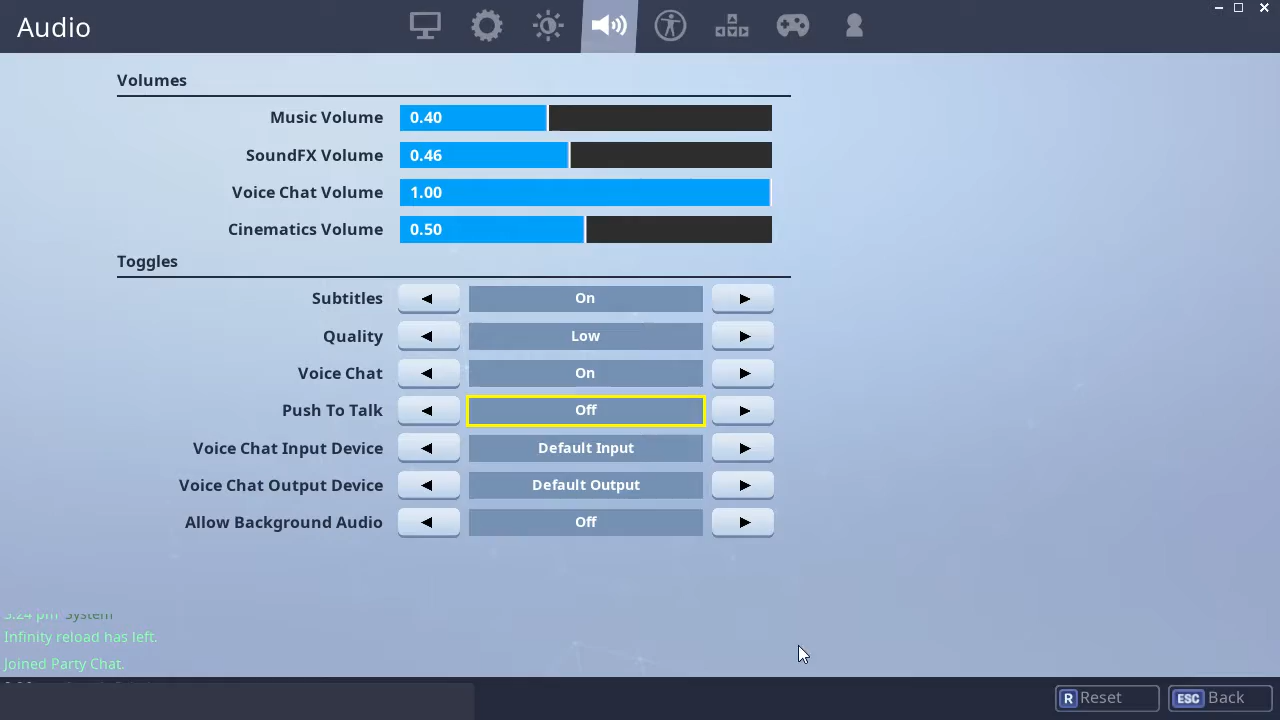 Audio
Volumes
Music Volume 0.40
SoundFX Volume 0.46
Voice Chat Volume 1.00
Cinematics Volume 0.50
Toggles
Subtitles On
Quality Low
Voice Chat On
Push To Talk Off
Voice Chat Input Device Default Input
Voice Chat Output Device Default Output
Allow Background Audio Off
3:24 pm System
Infinity reload has left.
Joined Party Chat.
R Reset ESC Back